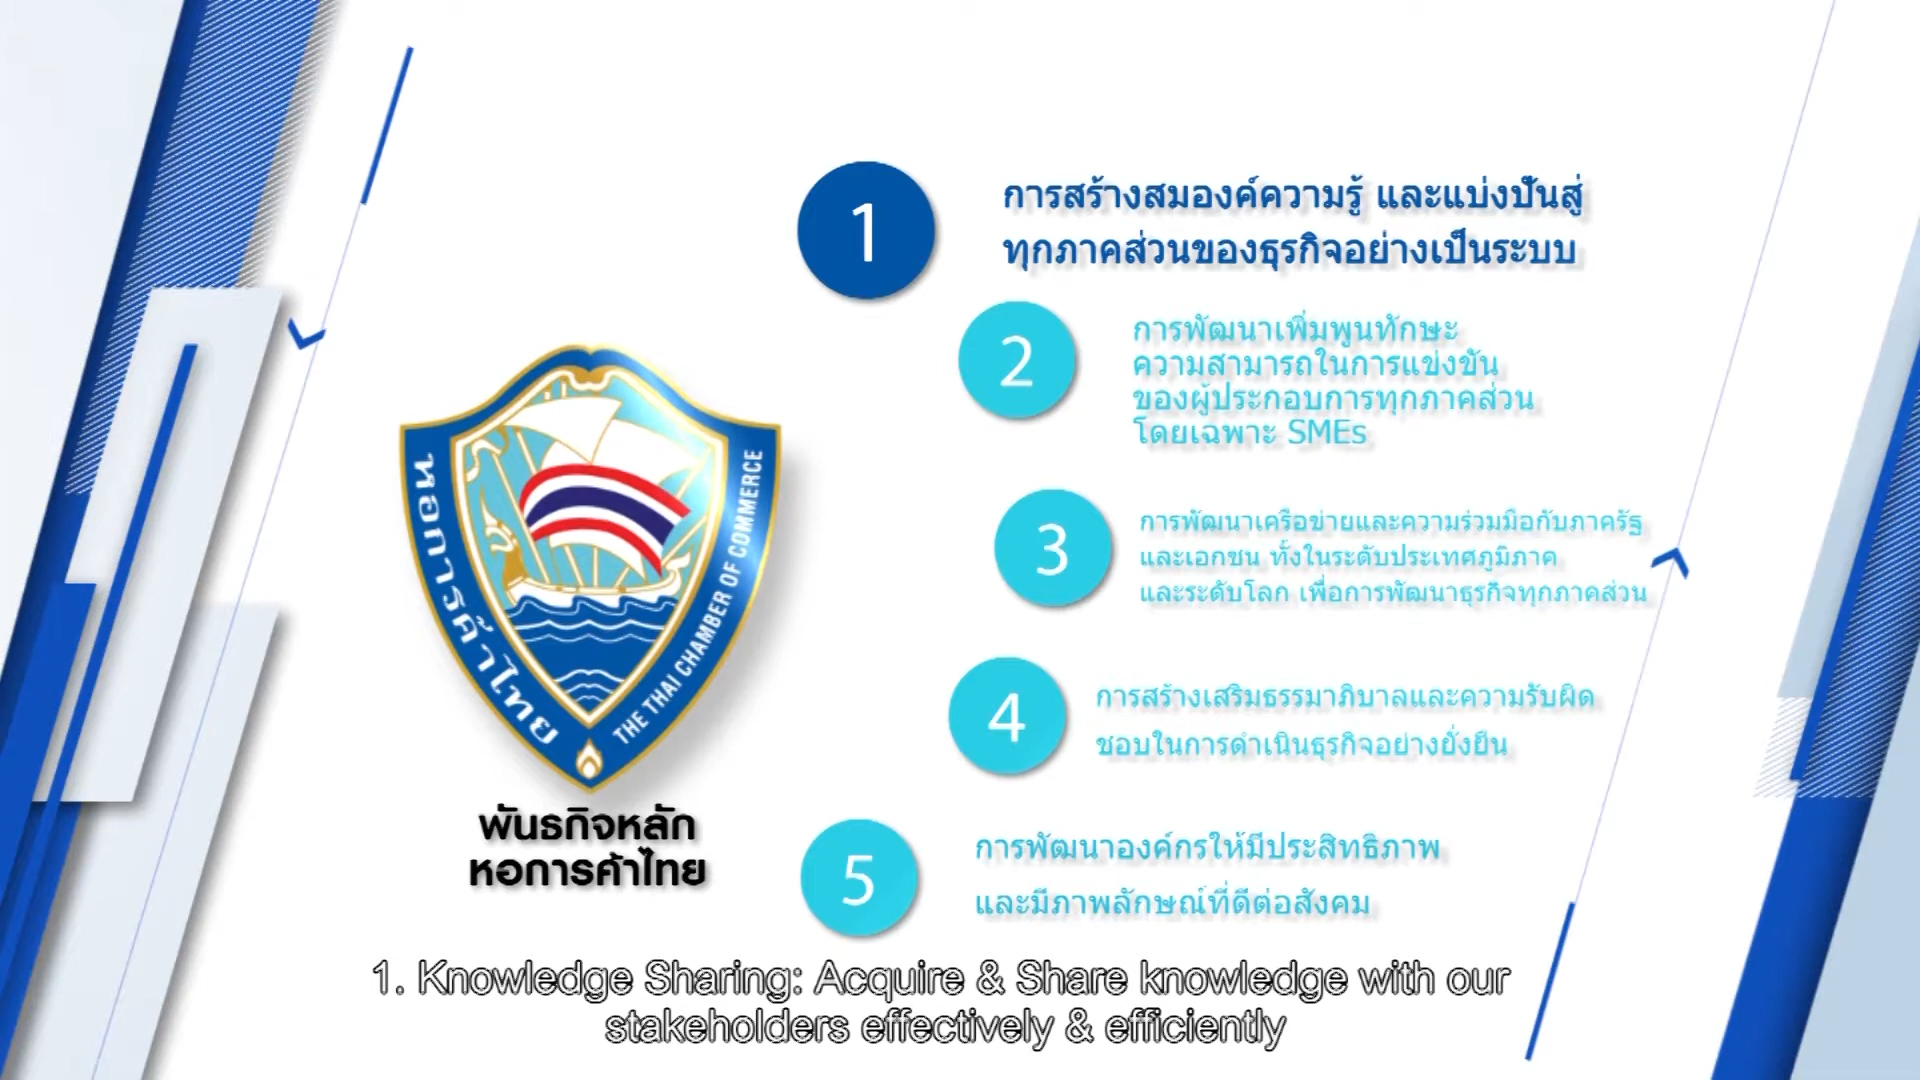 หอการค้าไทย
THE THAI CHAMBER OF COMMERCE
พันธกิจหลัก
หอการค้าไทย
1
การสร้างสมองค์ความรู้ และแบ่งปันสู่
ทุกภาคส่วนของธุรกิจอย่างเป็นระบบ
2
การพัฒนาเพิ่มพูนทักษะ
ความสามารถในการแข่งขัน
ของผู้ประกอบการทุกภาคส่วน
โดยเฉพาะ SMEs
3
การพัฒนาเครือข่ายและความร่วมมือกับภาครัฐ
และเอกชน ทั้งในระดับประเทศภูมิภาค
และระดับโลก เพื่อการพัฒนาธุรกิจทุกภาคส่วน
4
การสร้างเสริมธรรมาภิบาลและความรับผิด
ชอบในการดำเนินธุรกิจอย่างยั่งยืน
5
การพัฒนาองค์กรให้มีประสิทธิภาพ
และมีภาพลักษณ์ที่ดีต่อสังคม
1. Knowledge Sharing: Acquire & Share knowledge with our
stakeholders effectively & efficiently